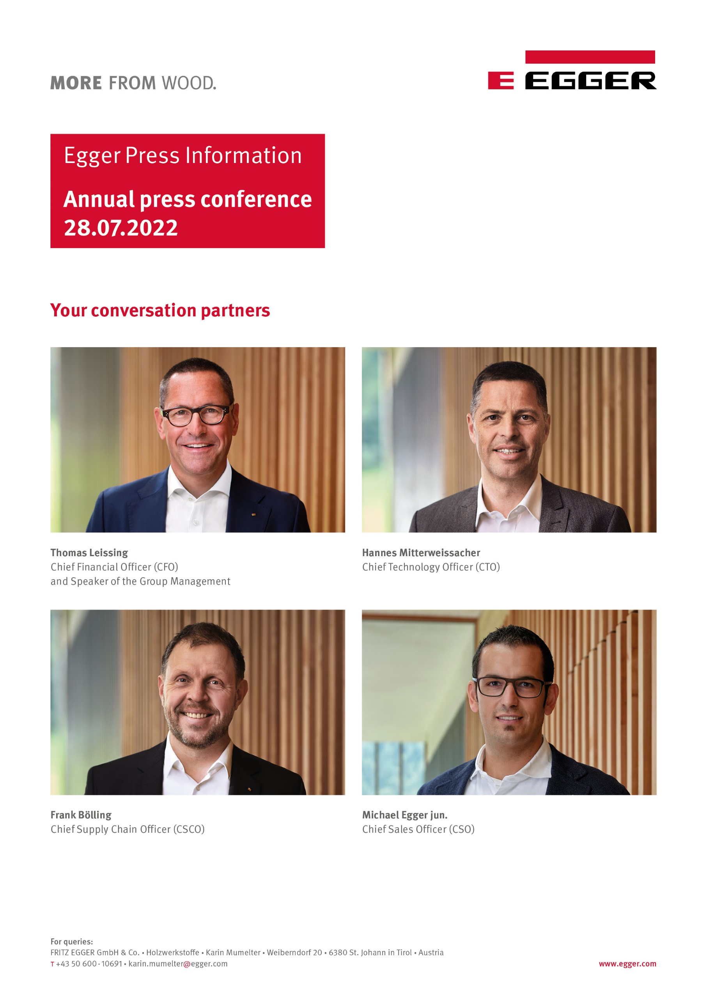 MORE FROM WOOD.
E EGGER
Egger Press Information
Annual press conference
28.07.2022
Your conversation partners
Thomas Leissing
Chief Financial Officer (CFO)
and Speaker of the Group Management
Hannes Mitterweissacher
Chief Technology Officer (CTO)
Frank Bölling
Chief Supply Chain Officer (CSCO)
Michael Egger jun.
Chief Sales Officer (CSO)
For queries:
FRITZ EGGER GmbH & Co. • Holzwerkstoffe • Karin Mumelter • Weiberndorf 20 • 6380 St. Johann in Tirol • Austria
T +43 50 600 - 10691 • karin.mumelter@egger.com
www.egger.com